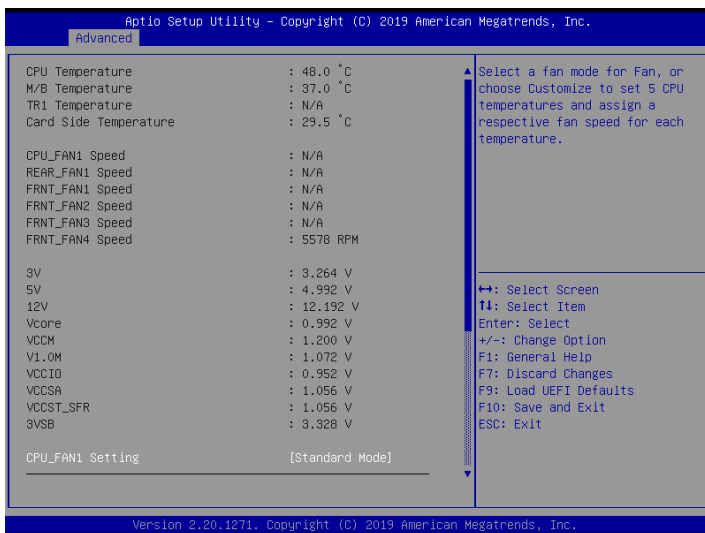 Aptio Setup Utility – Copyright (C) 2019 American Megatrends, Inc.
Advanced
CPU Temperature : 48.0 °C
M/B Temperature : 37.0 °C
TR1 Temperature : N/A
Card Side Temperature : 29.5 °C
CPU_FAN1 Speed : N/A
REAR_FAN1 Speed : N/A
FRNT_FAN1 Speed : N/A
FRNT_FAN2 Speed : N/A
FRNT_FAN3 Speed : N/A
FRNT_FAN4 Speed : 5578 RPM
3V : 3.264 V
5V : 4.992 V
12V : 12.192 V
Vcore : 0.992 V
VCCM : 1.200 V
V1.0M : 1.072 V
VCCIO : 0.952 V
VCCSA : 1.056 V
VCCST_SFR : 1.056 V
3VSB : 3.328 V
CPU_FAN1 Setting [Standard Mode]
Select a fan mode for Fan, or
choose Customize to set 5 CPU
temperatures and assign a
respective fan speed for each
temperature.
↔: Select Screen
↑↓: Select Item
Enter: Select
+/-: Change Option
F1: General Help
F7: Discard Changes
F9: Load UEFI Defaults
F10: Save and Exit
ESC: Exit
Version 2.20.1271. Copyright (C) 2019 American Megatrends, Inc.